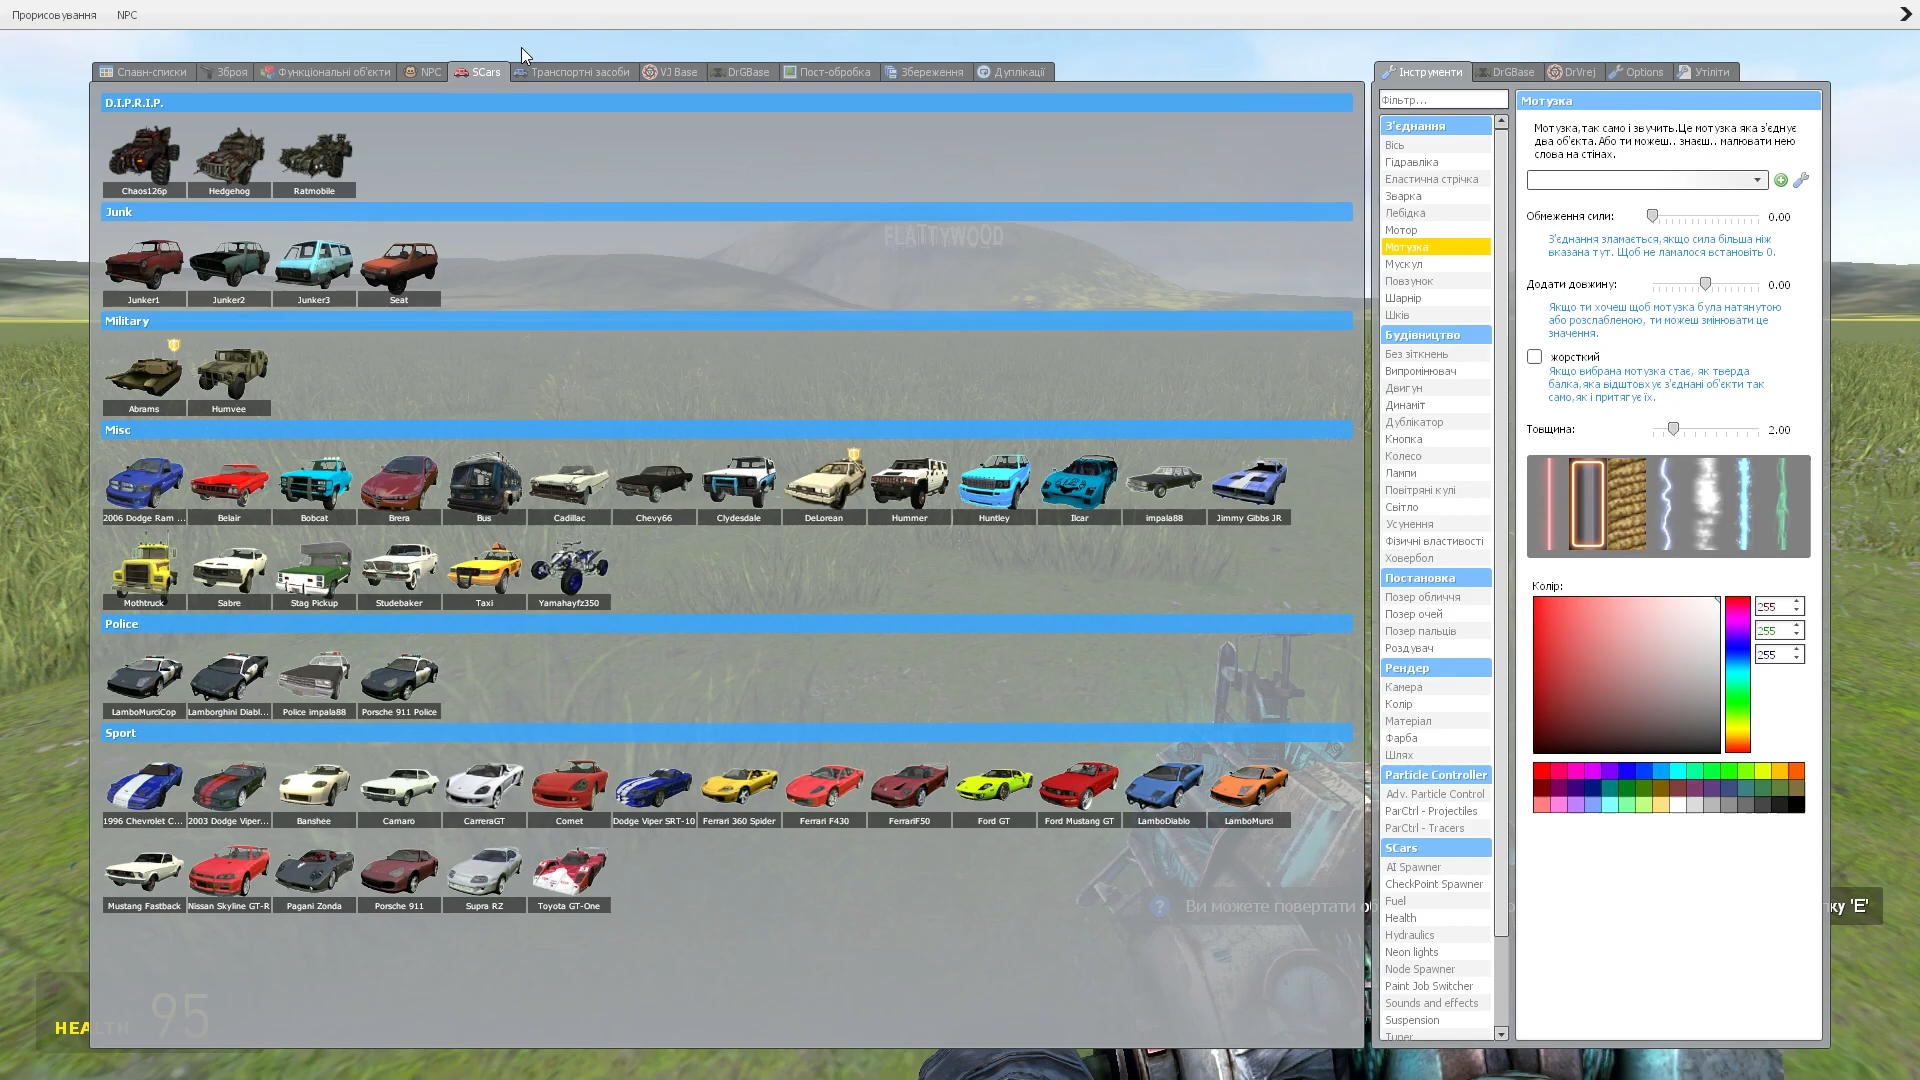 Прорисовування NPC
Спавн-списки Зброя Функціональні об'єкти NPC SCars Транспортні засоби VJ Base DrGBase Пост-обробка Збереження Дуплікації
D.I.P.R.I.P.
Chaos126p Hedgehog Ratmobile
Junk
FLATTYWOOD
Junker1 Junker2 Junker3 Seat
Military
Abrams Humvee
Misc
2006 Dodge Ram ... Belair Bobcat Brera Bus Cadillac Chevy66 Clydesdale DeLorean Hummer Huntley Ilcar impala88 Jimmy Gibbs JR
Mothtruck Sabre Stag Pickup Studebaker Taxi Yamahayfz350
Police
LamboMurciCop Lamborghini Diabl... Police impala88 Porsche 911 Police
Sport
1996 Chevrolet C... 2003 Dodge Viper... Banshee Camaro CarreraGT Comet Dodge Viper SRT-10 Ferrari 360 Spider Ferrari F430 FerrariF50 Ford GT Ford Mustang GT LamboDiablo LamboMurci
Mustang Fastback Nissan Skyline GT-R Pagani Zonda Porsche 911 Supra RZ Toyota GT-One
Ви можете повертати об
ку 'E'
HEALTH 95
Інструменти DrGBase DrVrej Options Утиліти
Фільтр...
З'єднання
Вісь
Гідравліка
Еластична стрічка
Зварка
Лебідка
Мотор
Мотузка
Мускул
Повзунок
Шарнір
Шків
Будівництво
Без зіткнень
Випромінювач
Двигун
Динаміт
Дублікатор
Кнопка
Колесо
Лампи
Повітряні кулі
Світло
Усунення
Фізичні властивості
Ховербол
Постановка
Позер обличчя
Позер очей
Позер пальців
Роздувач
Рендер
Камера
Колір
Матеріал
Фарба
Шлях
Particle Controller
Adv. Particle Control
ParCtrl - Projectiles
ParCtrl - Tracers
SCars
AI Spawner
CheckPoint Spawner
Fuel
Health
Hydraulics
Neon lights
Node Spawner
Paint Job Switcher
Sounds and effects
Suspension
Tuner
Мотузка
Мотузка,так само і звучить.Це мотузка яка з'єднує
два об'єкта.Або ти можеш.. знаєш.. малювати нею
слова на стінах.
Обмеження сили: 0.00
З'єднання зламається,якщо сила більша ніж
вказана тут. Щоб не ламалося встановіть 0.
Додати довжину: 0.00
Якщо ти хочеш щоб мотузка була натянутою
або розслабленою, ти можеш змінювати це
значення.
жорсткий
Якщо вибрана мотузка стає, як тверда
балка,яка відштовхує з'єднані об'єкти так
само,як і притягує їх.
Товщина: 2.00
Колір:
255
255
255